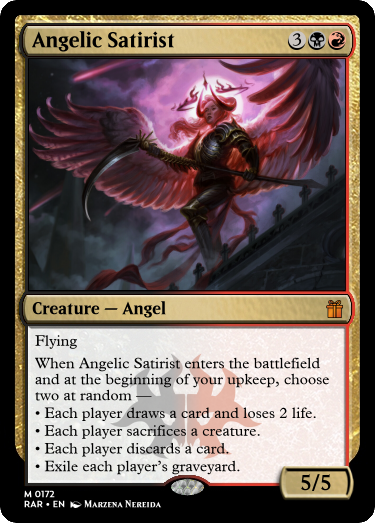 Angelic Satirist 3
Creature — Angel
Flying
When Angelic Satirist enters the battlefield
and at the beginning of your upkeep, choose
two at random —
• Each player draws a card and loses 2 life.
• Each player sacrifices a creature.
• Each player discards a card.
• Exile each player's graveyard.
5/5
M 0172
RAR • EN Marzena Nereida